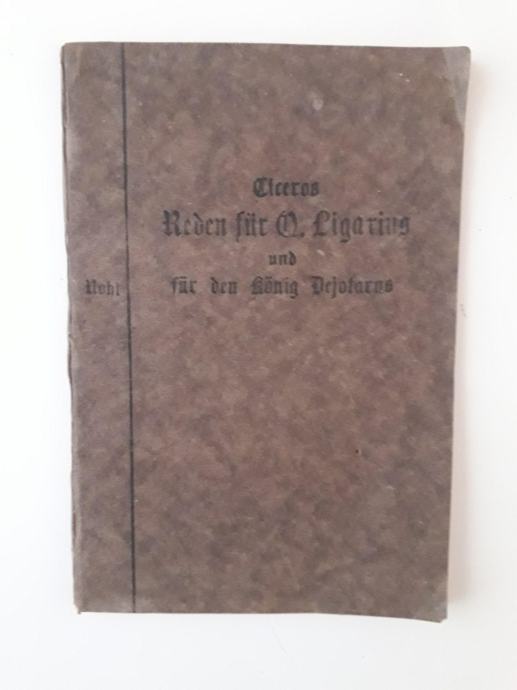 Ciceros
Reden für Q. Ligarius
und
für den König Dejotarus
Nohl